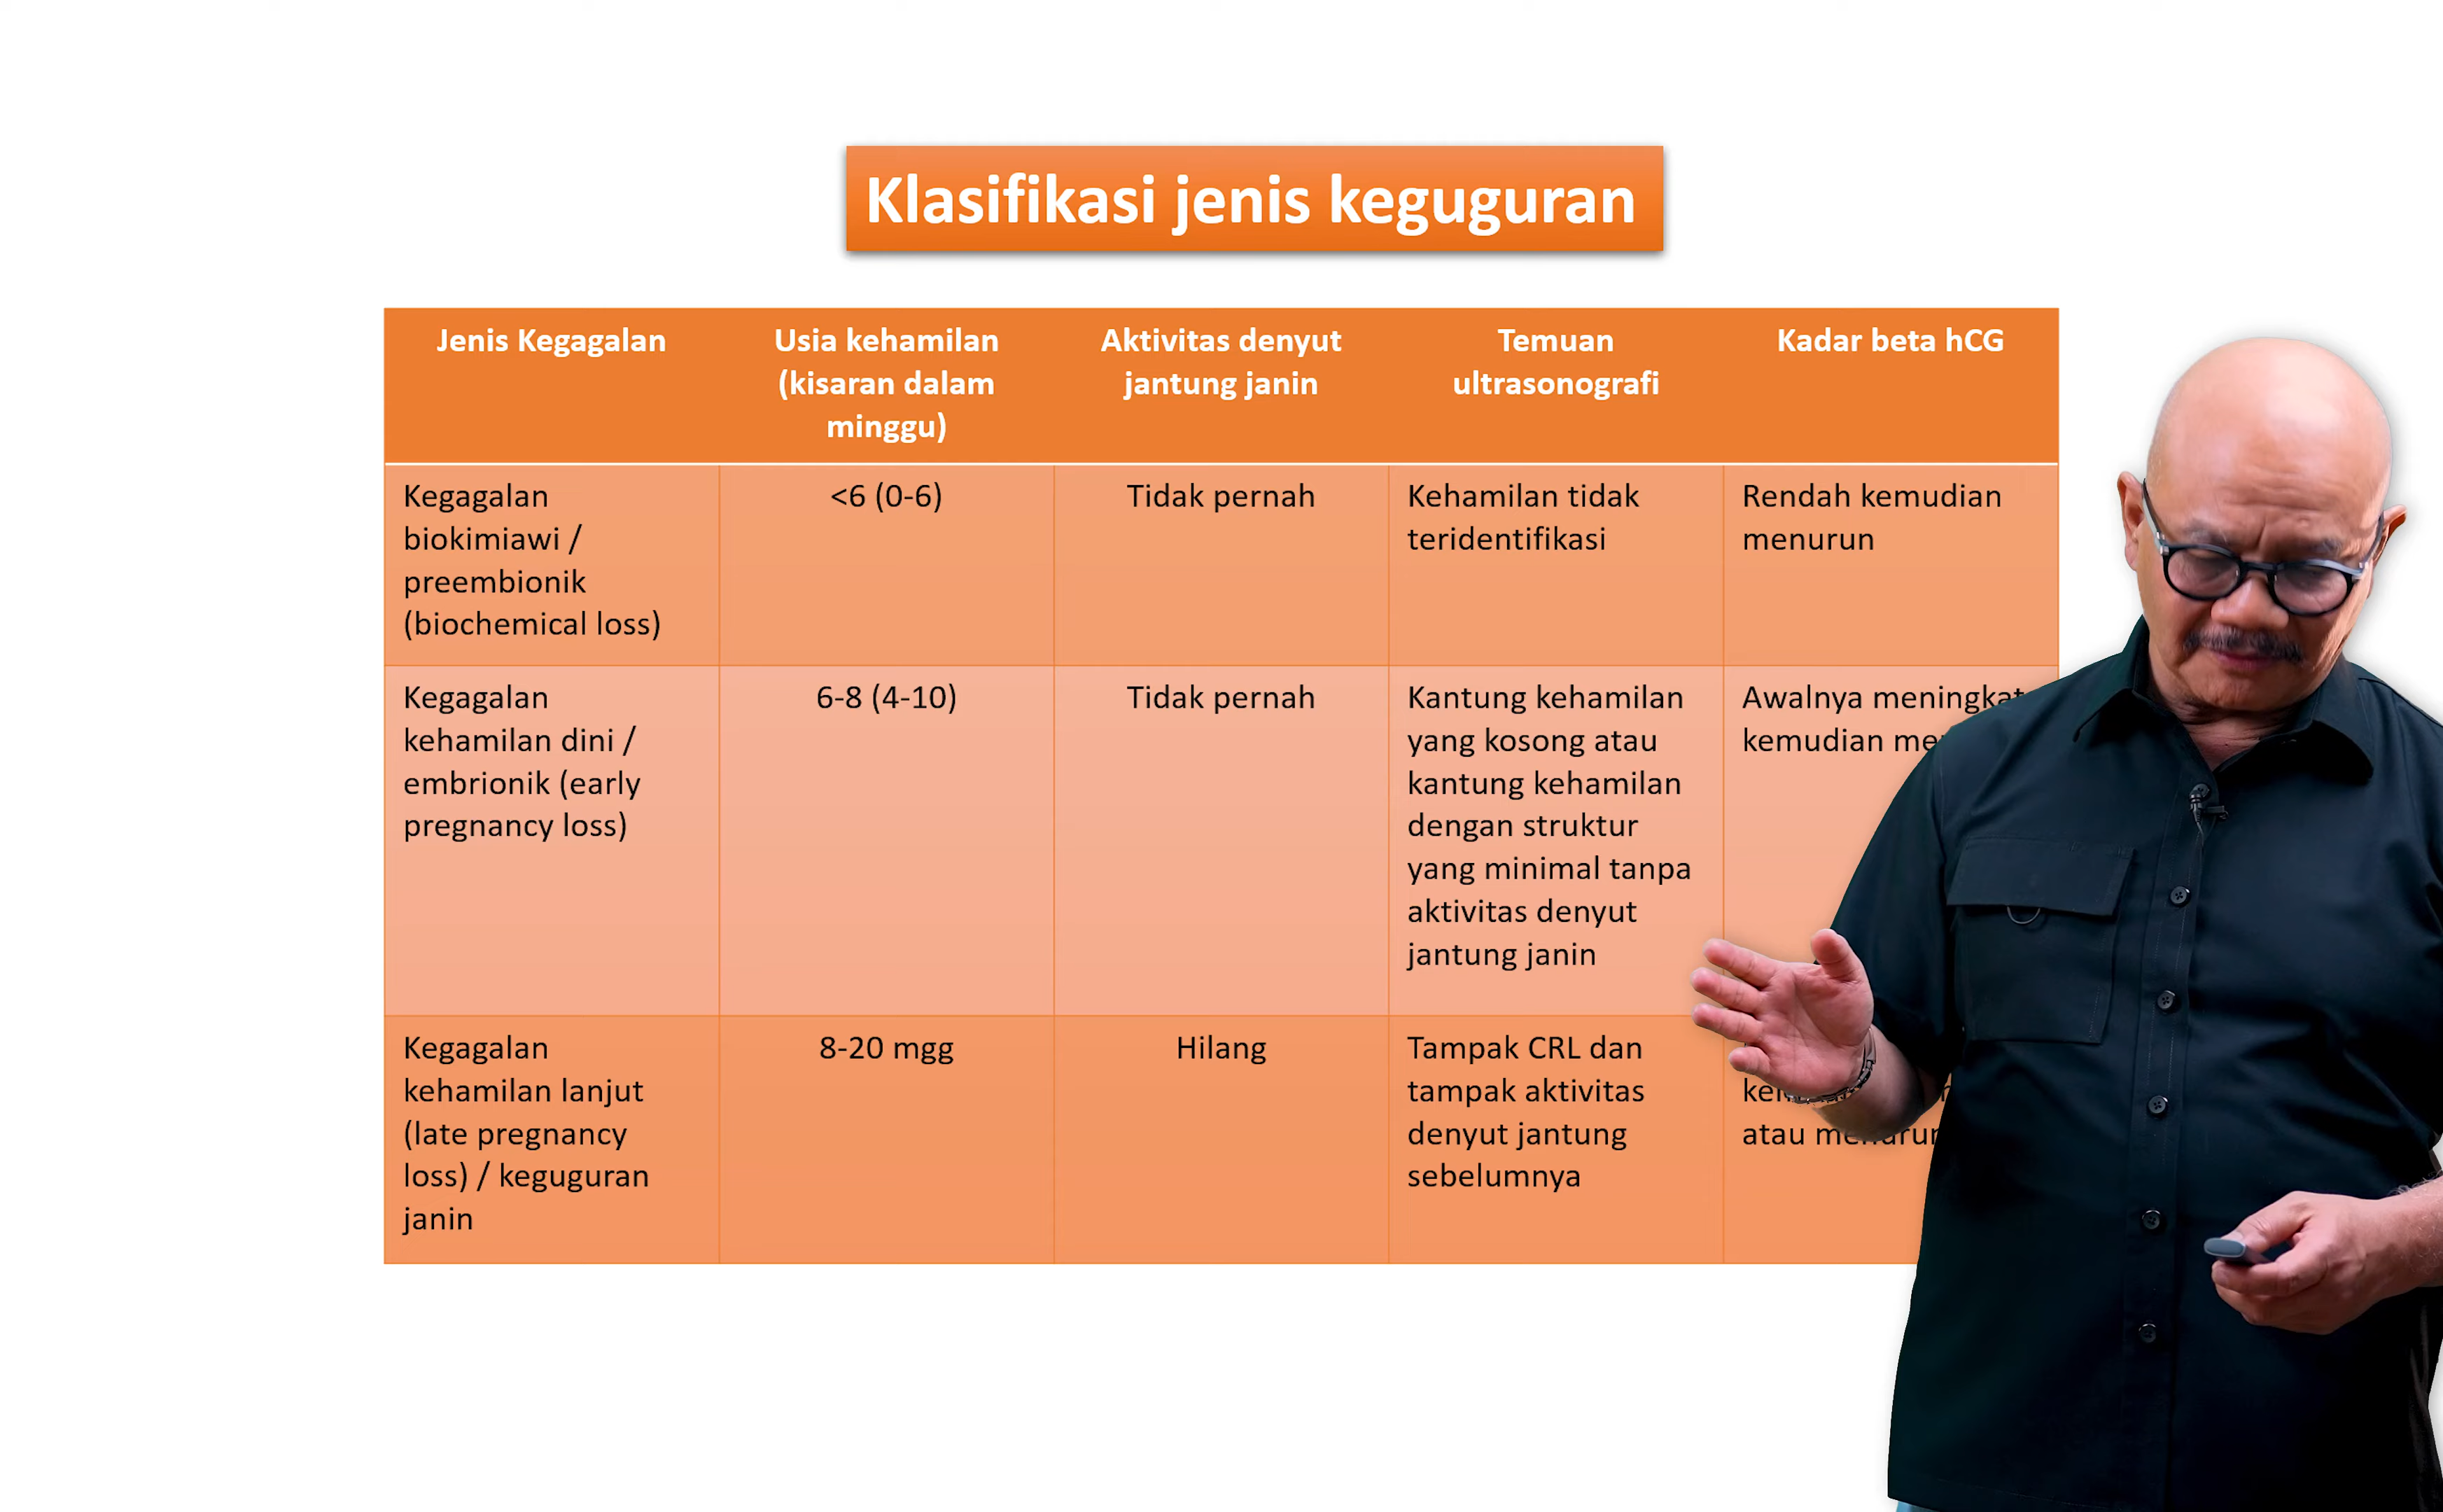 Klasifikasi jenis keguguran
Jenis Kegagalan
Usia kehamilan
(kisaran dalam
minggu)
Aktivitas denyut
jantung janin
Temuan
ultrasonografi
Kadar beta hCG
Kegagalan
biokimiawi /
preembionik
(biochemical loss)
<6 (0-6)
Tidak pernah
Kehamilan tidak
teridentifikasi
Rendah kemudian
menurun
Kegagalan
kehamilan dini /
embrionik (early
pregnancy loss)
6-8 (4-10)
Tidak pernah
Kantung kehamilan
yang kosong atau
kantung kehamilan
dengan struktur
yang minimal tanpa
aktivitas denyut
jantung janin
Awalnya meningkat
kemudian
Kegagalan
kehamilan lanjut
(late pregnancy
loss) / keguguran
janin
8-20 mgg
Hilang
Tampak CRL dan
tampak aktivitas
denyut jantung
sebelumnya
atau menurun